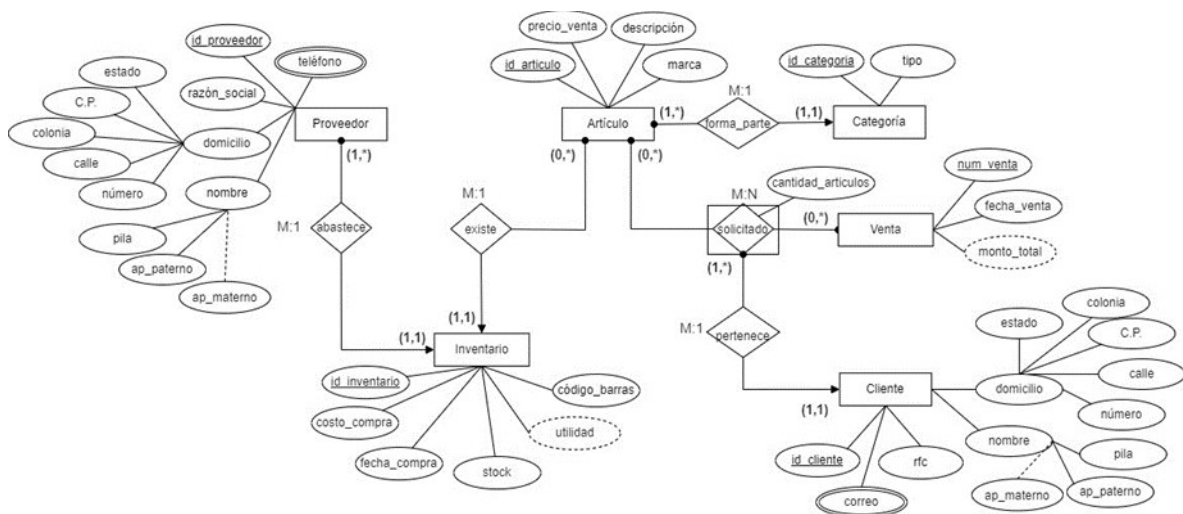 precio_venta
descripción
id_proveedor
teléfono
id_articulo
marca
id_categoria
tipo
estado
razón_social
C.P.
M:1
Proveedor
Artículo
(1,*)
forma_parte
(1,1)
Categoría
colonia
domicilio
(1,*)
(0,*)
(0,*)
calle
número
nombre
cantidad_articulos
num_venta
M:N
M:1
fecha_venta
M:1
abastece
existe
solicitado
(0,*)
Venta
pila
monto_total
ap_paterno
(1,*)
ap_materno
colonia
estado
C.P.
(1,1)
(1,1)
M:1
pertenece
Inventario
calle
id_inventario
código_barras
Cliente
domicilio
(1,1)
número
costo_compra
utilidad
nombre
pila
fecha_compra
stock
id_cliente
rfc
ap_materno
ap_paterno
correo